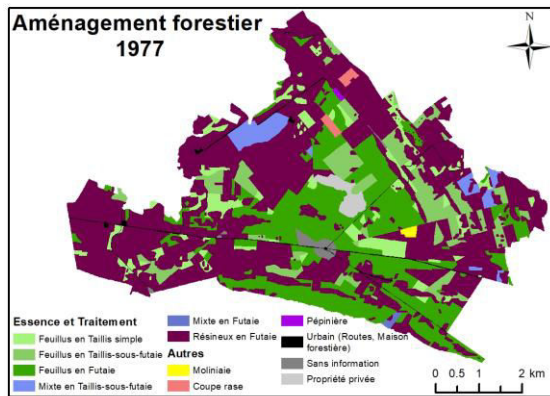 Aménagement forestier
1977
N
Essence et Traitement
Feuillus en Taillis simple
Feuillus en Taillis-sous-futaie
Feuillus en Futaie
Mixte en Taillis-sous-futaie
Mixte en Futaie
Résineux en Futaie
Autres
Moliniaie
Coupe rase
Pépinière
Urbain (Routes, Maison
forestière)
Sans information
Propriété privée
0 0.5 1 2 km